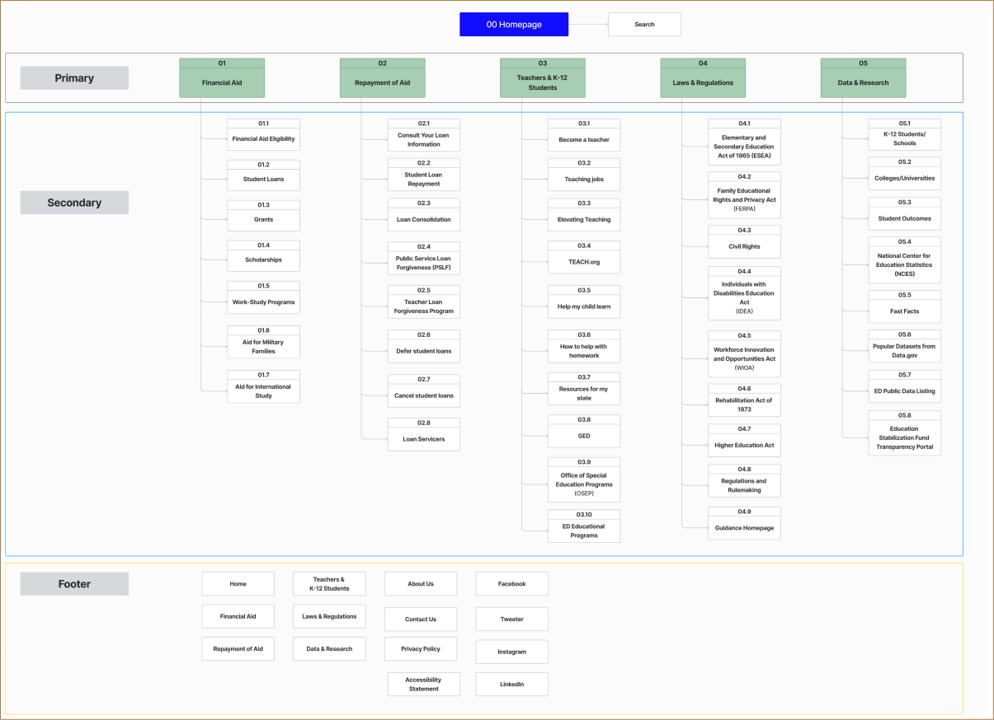 00 Homepage
Search
Primary
01
Financial Aid
02
Repayment of Aid
03
Teachers & K-12
Students
04
Laws & Regulations
05
Data & Research
Secondary
01.1
Financial Aid Eligibility
01.2
Student Loans
01.3
Grants
01.4
Scholarships
01.5
Work-Study Programs
01.6
Aid for Military
Families
01.7
Aid for International
Study
02.1
Consult Your Loan
Information
02.2
Student Loan
Repayment
02.3
Loan Consolidation
02.4
Public Service Loan
Forgiveness (PSLF)
02.5
Teacher Loan
Forgiveness Program
02.6
Defer student loans
02.7
Cancel student loans
02.8
Loan Servicers
03.1
Become a teacher
03.2
Teaching jobs
03.3
Elevating Teaching
03.4
TEACH.org
03.5
Help my child learn
03.6
How to help with
homework
03.7
Resources for my
state
03.8
GED
03.9
Office of Special
Education Programs
(OSEP)
03.10
ED Educational
Programs
04.1
Elementary and
Secondary Education
Act of 1965 (ESEA)
04.2
Family Educational
Rights and Privacy Act
(FERPA)
04.3
Civil Rights
04.4
Individuals with
Disabilities Education
Act
(IDEA)
04.5
Workforce Innovation
and Opportunities Act
(WIOA)
04.6
Rehabilitation Act of
1973
04.7
Higher Education Act
04.8
Regulations and
Rulemaking
04.9
Guidance Homepage
05.1
K-12 Students/
Schools
05.2
Colleges/Universities
05.3
Student Outcomes
05.4
National Center for
Education Statistics
(NCES)
05.5
Fast Facts
05.6
Popular Datasets from
Data.gov
05.7
ED Public Data Listing
05.8
Education
Stabilization Fund
Transparency Portal
Footer
Home
Financial Aid
Repayment of Aid
Teachers &
K-12 Students
Laws & Regulations
Data & Research
About Us
Contact Us
Privacy Policy
Accessibility
Statement
Facebook
Tweeter
Instagram
LinkedIn